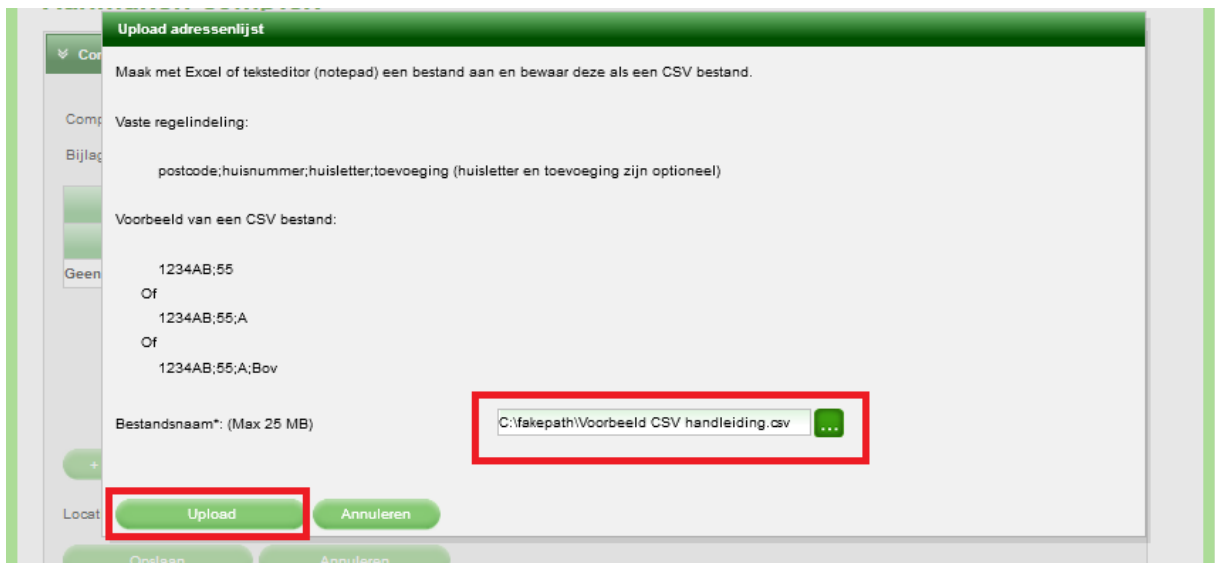 Upload adressenlijst
Maak met Excel of teksteditor (notepad) een bestand aan en bewaar deze als een CSV bestand.
Vaste regelindeling:
postcode;huisnummer;huisletter;toevoeging (huisletter en toevoeging zijn optioneel)
Voorbeeld van een CSV bestand:
Geen
1234AB;55
Of
1234AB;55;A
Of
1234AB;55;A;Bov
Bestandsnaam*: (Max 25 MB)
C:\fakepath\Voorbeeld CSV handleiding.csv
...
+
Locat
Upload
Annuleren
Opslaan
Annuleren